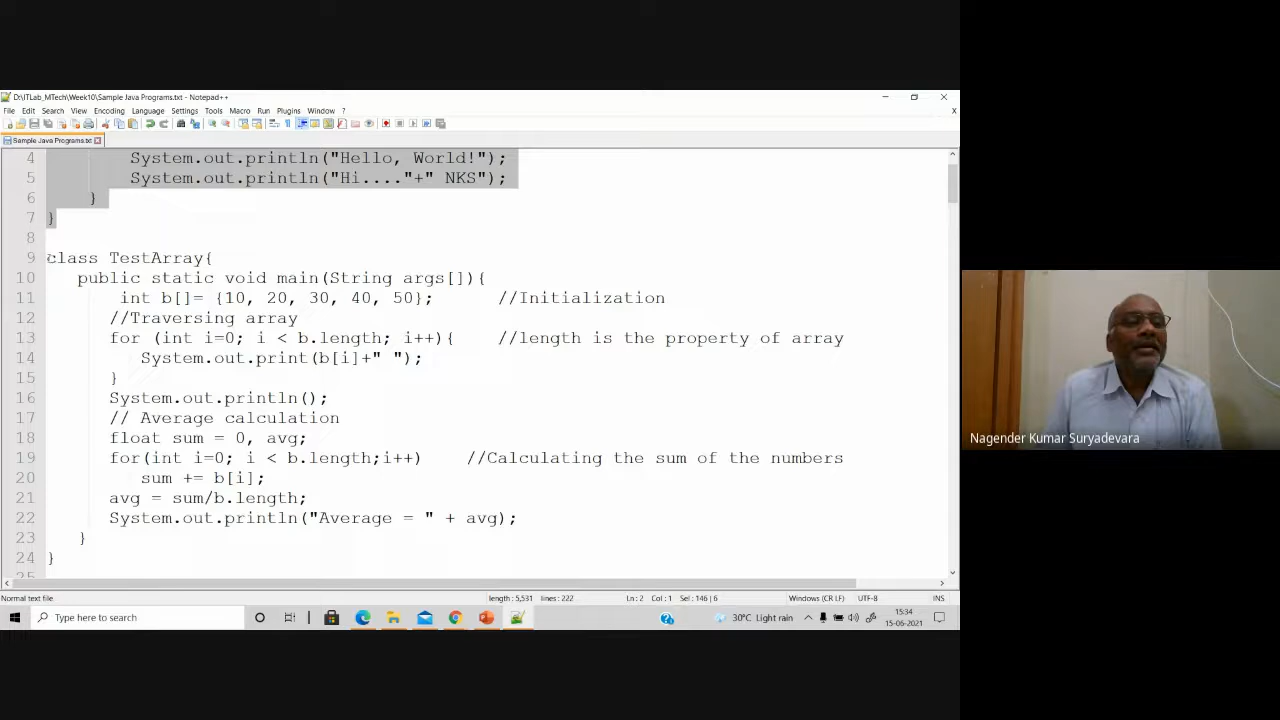 D:\ITLab_MTech\Week10\Sample Java Programs.txt - Notepad++
File Edit Search View Encoding Language Settings Tools Macro Run Plugins Window ? X
Sample Java Programs.txt
4 System.out.println("Hello, World!");
5 System.out.println("Hi...."+" NKS");
6 }
7 }
8
9 class TestArray{
10 public static void main(String args[]){
11 int b[]= {10, 20, 30, 40, 50}; //Initialization
12 //Traversing array
13 for (int i=0; i < b.length; i++){ //length is the property of array
14 System.out.print(b[i]+" ");
15 }
16 System.out.println();
17 // Average calculation
18 float sum = 0, avg;
19 for(int i=0; i < b.length;i++) //Calculating the sum of the numbers
20 sum += b[i];
21 avg = sum/b.length;
22 System.out.println("Average = " + avg);
23 }
24 }
25
Normal text file length : 5,531 lines : 222 Ln : 2 Col : 1 Sel : 146 | 6 Windows (CR LF) UTF-8 INS
Type here to search 30°C Light rain 15:34
15-06-2021
Nagender Kumar Suryadevara